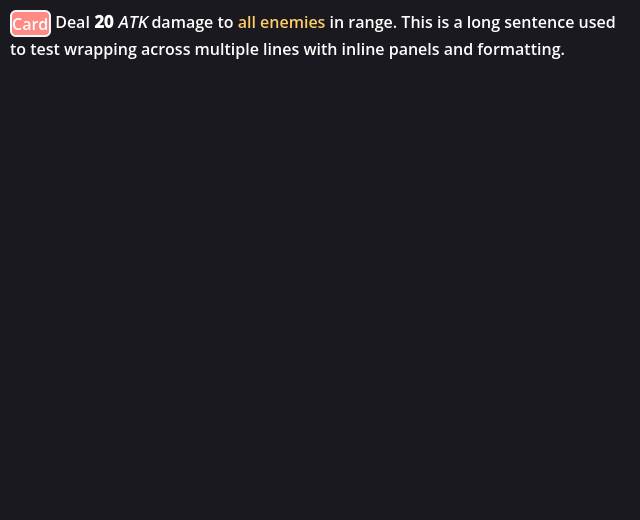 Card Deal 20 ATK damage to all enemies in range. This is a long sentence used
to test wrapping across multiple lines with inline panels and formatting.